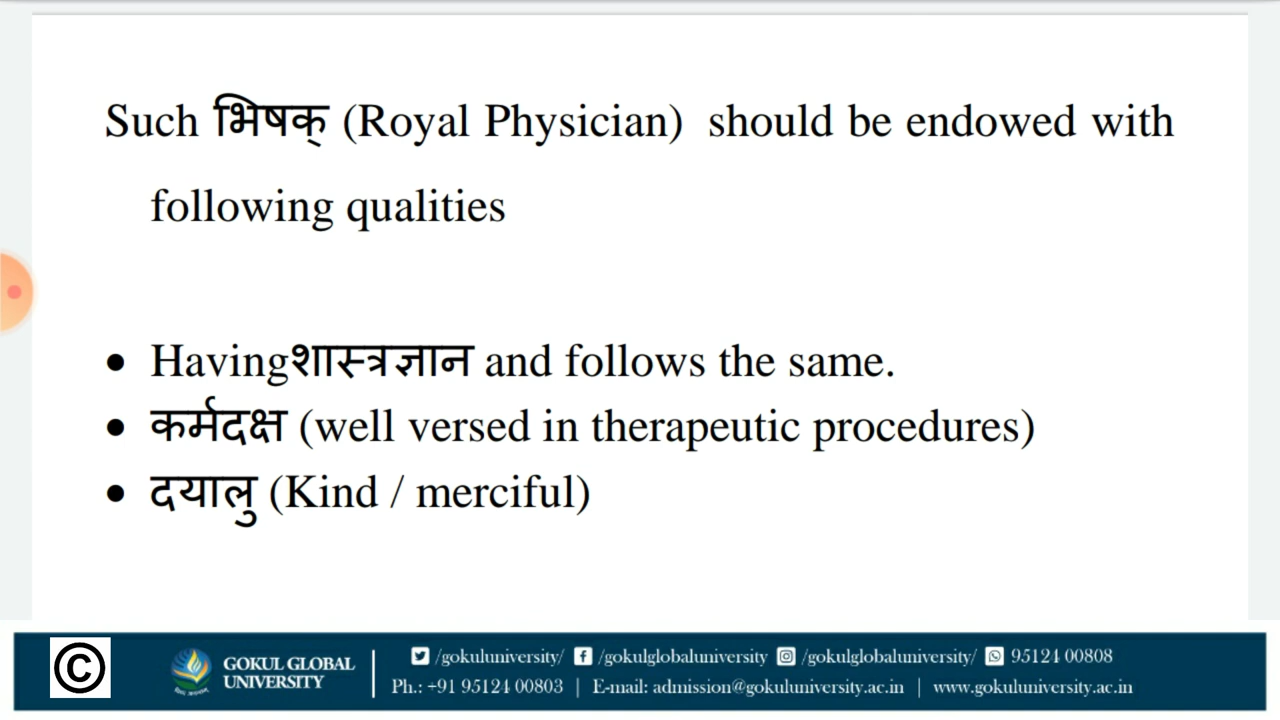 Such भिषक् (Royal Physician) should be endowed with
following qualities
• Havingशास्त्रज्ञान and follows the same.
• कर्मदक्ष (well versed in therapeutic procedures)
• दयालु (Kind / merciful)
©
GOKUL GLOBAL
UNIVERSITY
/gokuluniversity/ /gokulglobaluniversity /gokulglobaluniversity/ 95124 00808
Ph.: +91 95124 00803 | E-mail: admission@gokuluniversity.ac.in | www.gokuluniversity.ac.in